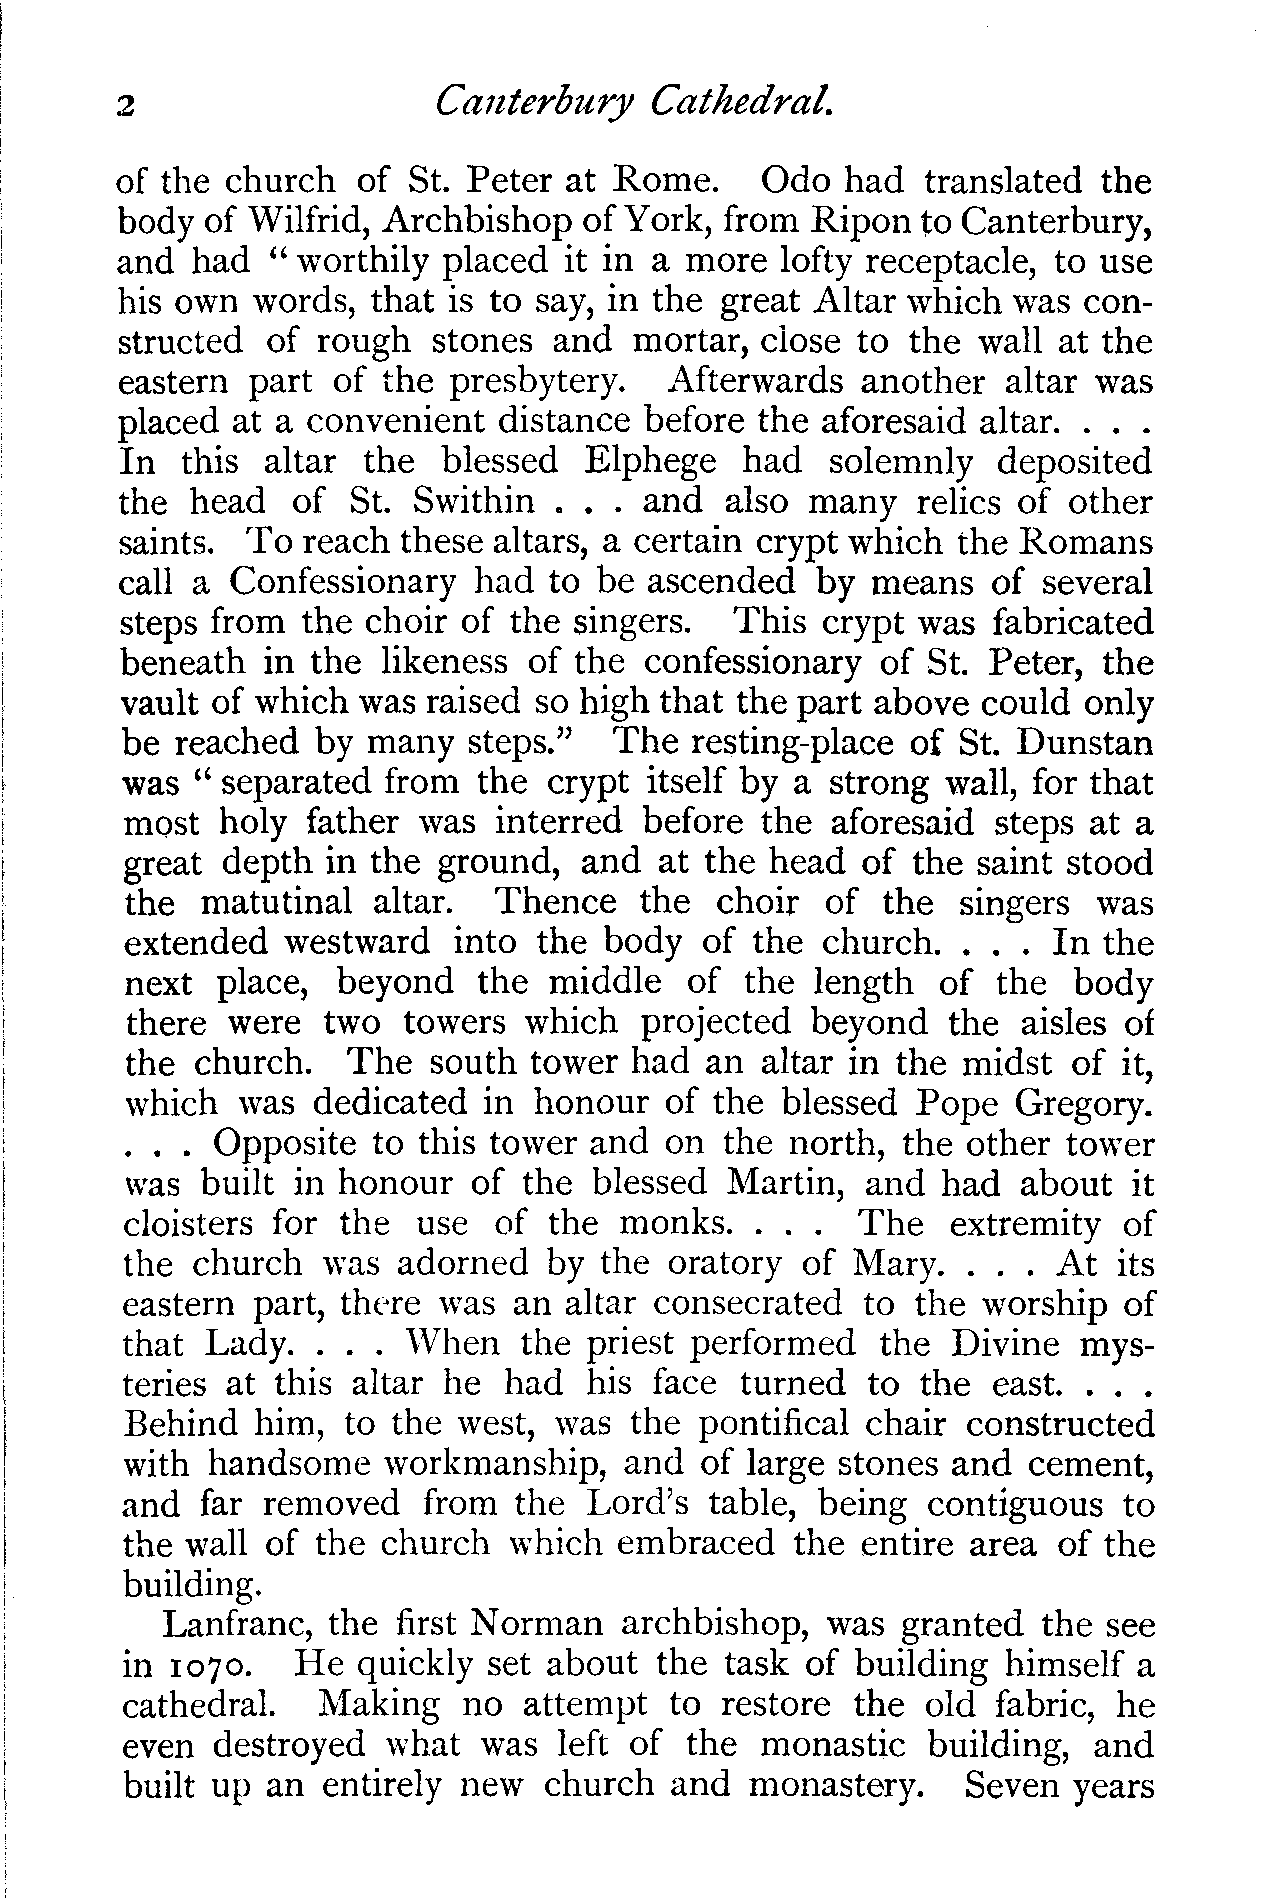 2 Canterbury Cathedral.
of the church of St. Peter at Rome. Odo had translated the
body of Wilfrid, Archbishop of York, from Ripon to Canterbury,
and had “ worthily placed it in a more lofty receptacle, to use
his own words, that is to say, in the great Altar which was con-
structed of rough stones and mortar, close to the wall at the
eastern part of the presbytery. Afterwards another altar was
placed at a convenient distance before the aforesaid altar. . . .
In this altar the blessed Elphege had solemnly deposited
the head of St. Swithin . . . and also many relics of other
saints. To reach these altars, a certain crypt which the Romans
call a Confessionary had to be ascended by means of several
steps from the choir of the singers. This crypt was fabricated
beneath in the likeness of the confessionary of St. Peter, the
vault of which was raised so high that the part above could only
be reached by many steps.” The resting-place of St. Dunstan
was “ separated from the crypt itself by a strong wall, for that
most holy father was interred before the aforesaid steps at a
great depth in the ground, and at the head of the saint stood
the matutinal altar. Thence the choir of the singers was
extended westward into the body of the church. . . . In the
next place, beyond the middle of the length of the body
there were two towers which projected beyond the aisles of
the church. The south tower had an altar in the midst of it,
which was dedicated in honour of the blessed Pope Gregory.
. . . Opposite to this tower and on the north, the other tower
was built in honour of the blessed Martin, and had about it
cloisters for the use of the monks. . . . The extremity of
the church was adorned by the oratory of Mary. . . . At its
eastern part, there was an altar consecrated to the worship of
that Lady. . . . When the priest performed the Divine mys-
teries at this altar he had his face turned to the east. . . .
Behind him, to the west, was the pontifical chair constructed
with handsome workmanship, and of large stones and cement,
and far removed from the Lord's table, being contiguous to
the wall of the church which embraced the entire area of the
building.
Lanfranc, the first Norman archbishop, was granted the see
in 1070. He quickly set about the task of building himself a
cathedral. Making no attempt to restore the old fabric, he
even destroyed what was left of the monastic building, and
built up an entirely new church and monastery. Seven years